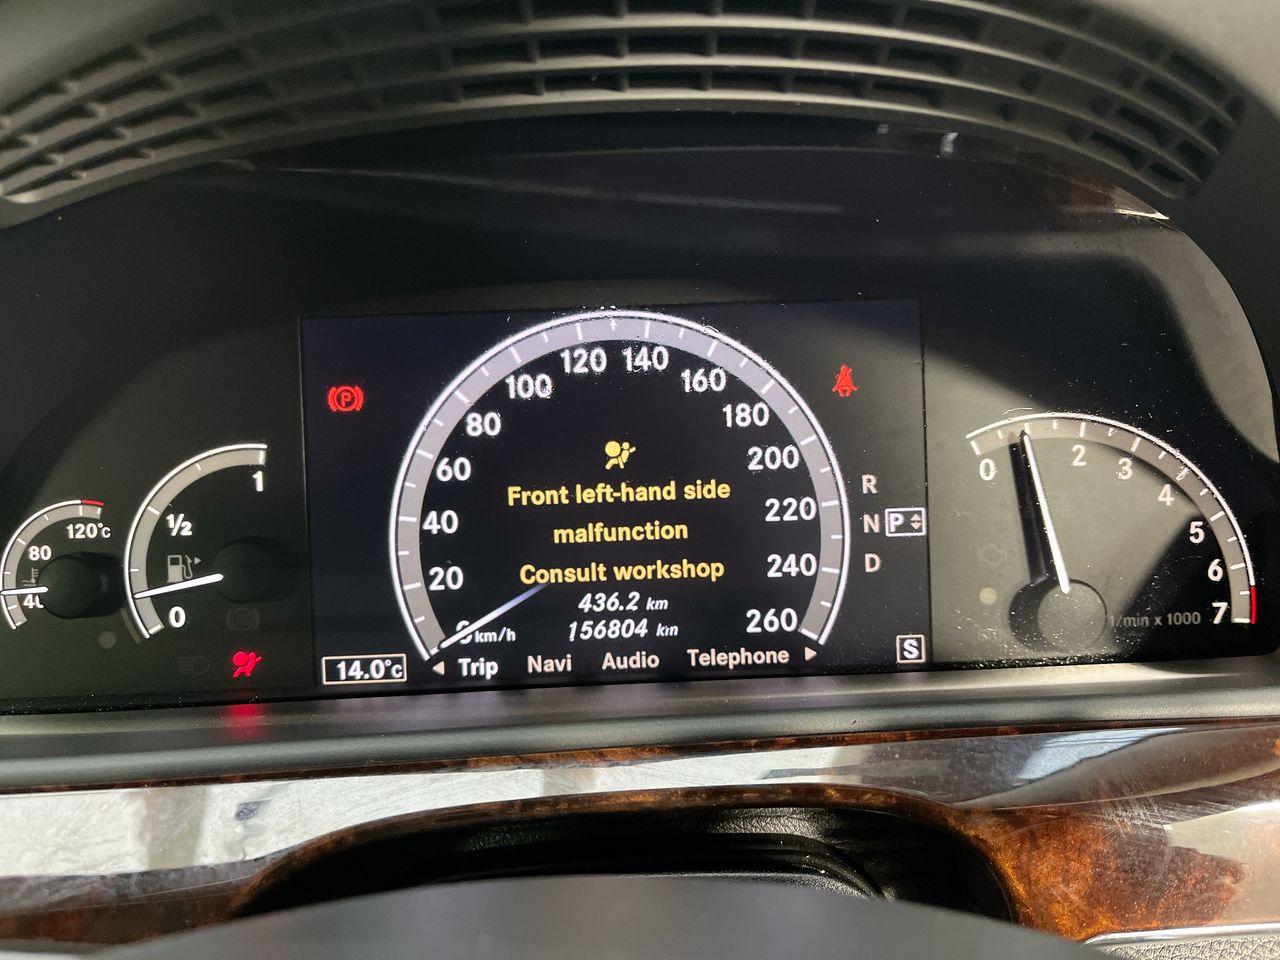 120°c
80
40
1
½
0
P
120 140
100 160
80 180
60 200
40 220
20 240
260
km/h
Front left-hand side
malfunction
Consult workshop
436.2 km
156804 km
Trip Navi Audio Telephone
14.0°c
R
N P
D
S
0 2 3 4 5 6 7
1/min x 1000